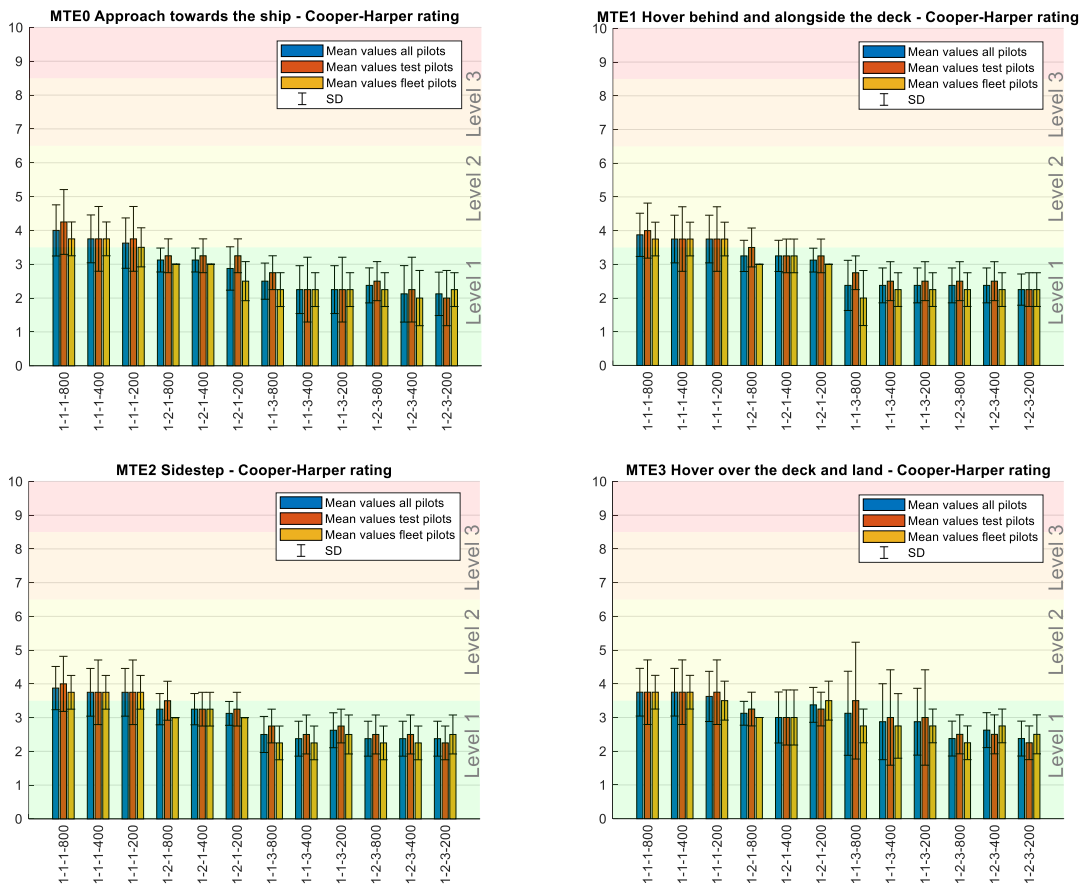 MTE0 Approach towards the ship - Cooper-Harper rating
10
9
8
7
6
5
4
3
2
1
0
Mean values all pilots
Mean values test pilots
Mean values fleet pilots
SD
Level 3
Level 2
Level 1
1-1-1-800
1-1-1-400
1-1-1-200
1-2-1-800
1-2-1-400
1-2-1-200
1-1-3-800
1-1-3-400
1-1-3-200
1-2-3-800
1-2-3-400
1-2-3-200
MTE1 Hover behind and alongside the deck - Cooper-Harper rating
10
9
8
7
6
5
4
3
2
1
0
Mean values all pilots
Mean values test pilots
Mean values fleet pilots
SD
Level 3
Level 2
Level 1
1-1-1-800
1-1-1-400
1-1-1-200
1-2-1-800
1-2-1-400
1-2-1-200
1-1-3-800
1-1-3-400
1-1-3-200
1-2-3-800
1-2-3-400
1-2-3-200
MTE2 Sidestep - Cooper-Harper rating
10
9
8
7
6
5
4
3
2
1
0
Mean values all pilots
Mean values test pilots
Mean values fleet pilots
SD
Level 3
Level 2
Level 1
1-1-1-800
1-1-1-400
1-1-1-200
1-2-1-800
1-2-1-400
1-2-1-200
1-1-3-800
1-1-3-400
1-1-3-200
1-2-3-800
1-2-3-400
1-2-3-200
MTE3 Hover over the deck and land - Cooper-Harper rating
10
9
8
7
6
5
4
3
2
1
0
Mean values all pilots
Mean values test pilots
Mean values fleet pilots
SD
Level 3
Level 2
Level 1
1-1-1-800
1-1-1-400
1-1-1-200
1-2-1-800
1-2-1-400
1-2-1-200
1-1-3-800
1-1-3-400
1-1-3-200
1-2-3-800
1-2-3-400
1-2-3-200